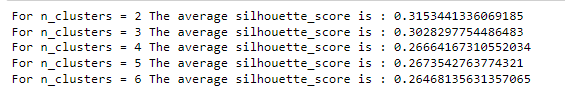 For n_clusters = 2 The average silhouette_score is : 0.3153441336069185
For n_clusters = 3 The average silhouette_score is : 0.3028297754486483
For n_clusters = 4 The average silhouette_score is : 0.26664167310552034
For n_clusters = 5 The average silhouette_score is : 0.2673542763774321
For n_clusters = 6 The average silhouette_score is : 0.26468135631357065